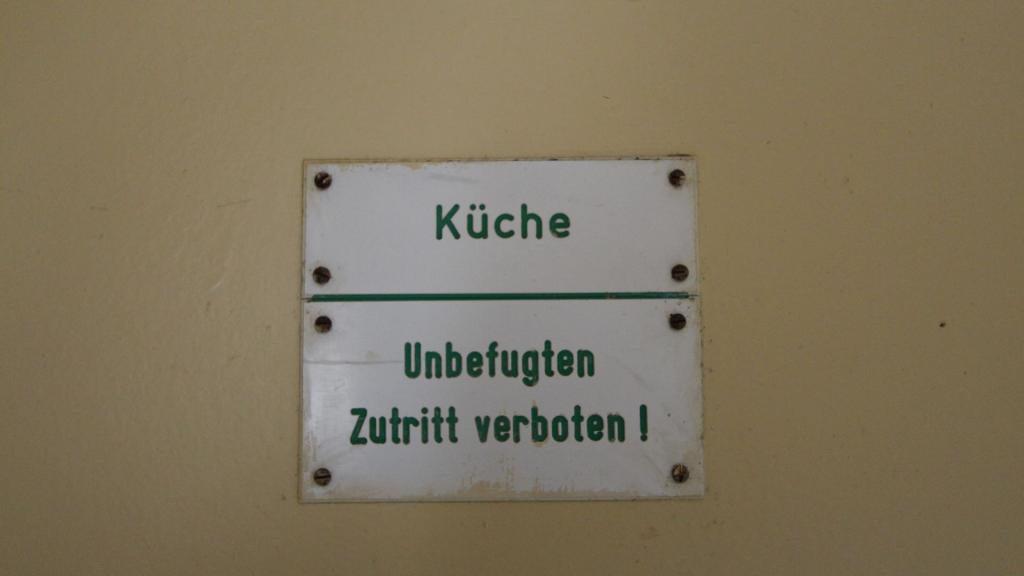 Küche
Unbefugten
Zutritt verboten !